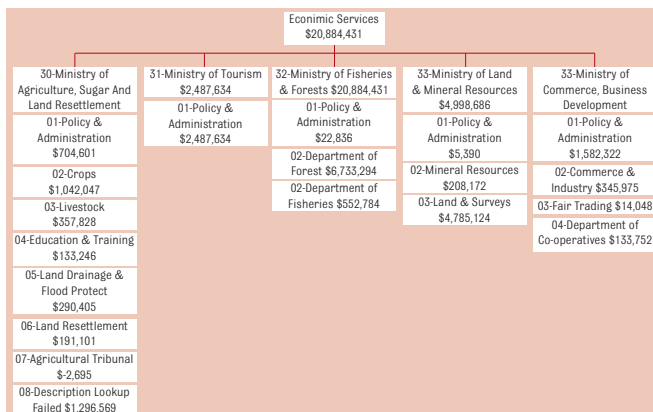 Econimic Services
$20,884,431
30-Ministry of
Agriculture, Sugar And
Land Resettlement
01-Policy &
Administration
$704,601
02-Crops
$1,042,047
03-Livestock
$357,828
04-Education & Training
$133,246
05-Land Drainage &
Flood Protect
$290,405
06-Land Resettlement
$191,101
07-Agricultural Tribunal
$-2,695
08-Description Lookup
Failed $1,296,569
31-Ministry of Tourism
$2,487,634
01-Policy &
Administration
$2,487,634
32-Ministry of Fisheries
& Forests $20,884,431
01-Policy &
Administration
$22,836
02-Department of
Forest $6,733,294
02-Department of
Fisheries $552,784
33-Ministry of Land
& Mineral Resources
$4,998,686
01-Policy &
Administration
$5,390
02-Mineral Resources
$208,172
03-Land & Surveys
$4,785,124
33-Ministry of
Commerce, Business
Development
01-Policy &
Administration
$1,582,322
02-Commerce &
Industry $345,975
03-Fair Trading $14,048
04-Department of
Co-operatives $133,752